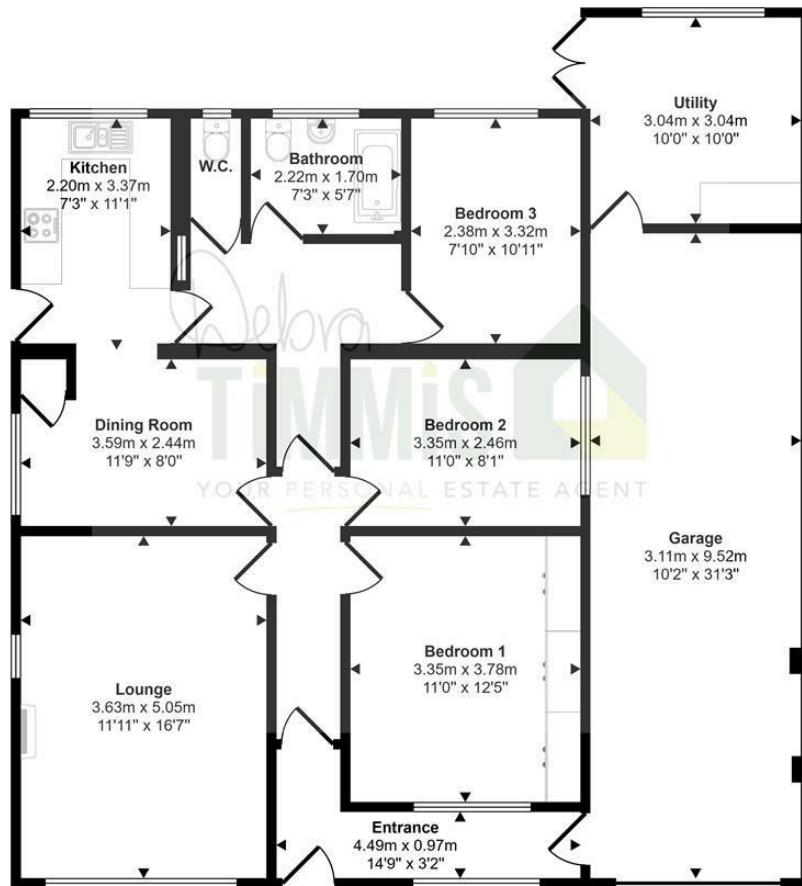 Utility
3.04m x 3.04m
10'0" x 10'0"
Kitchen
2.20m x 3.37m
7'3" x 11'1"
W.C.
Bathroom
2.22m x 1.70m
7'3" x 5'7"
Bedroom 3
2.38m x 3.32m
7'10" x 10'11"
Debra
TiMMiS
YOUR PERSONAL ESTATE AGENT
Dining Room
3.59m x 2.44m
11'9" x 8'0"
Bedroom 2
3.35m x 2.46m
11'0" x 8'1"
Garage
3.11m x 9.52m
10'2" x 31'3"
Lounge
3.63m x 5.05m
11'11" x 16'7"
Bedroom 1
3.35m x 3.78m
11'0" x 12'5"
Entrance
4.49m x 0.97m
14'9" x 3'2"